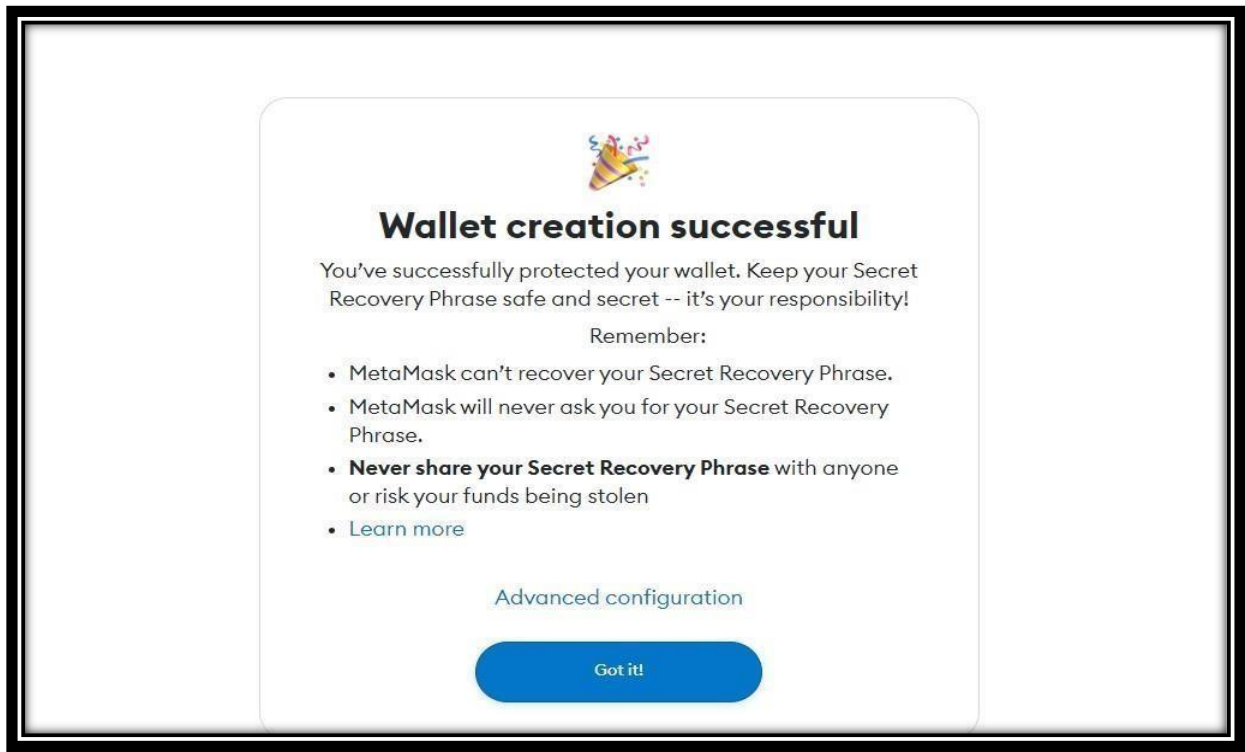 Wallet creation successful
You’ve successfully protected your wallet. Keep your Secret
Recovery Phrase safe and secret -- it’s your responsibility!
Remember:
• MetaMask can’t recover your Secret Recovery Phrase.
• MetaMask will never ask you for your Secret Recovery
Phrase.
• Never share your Secret Recovery Phrase with anyone
or risk your funds being stolen
• Learn more
Advanced configuration
Got it!